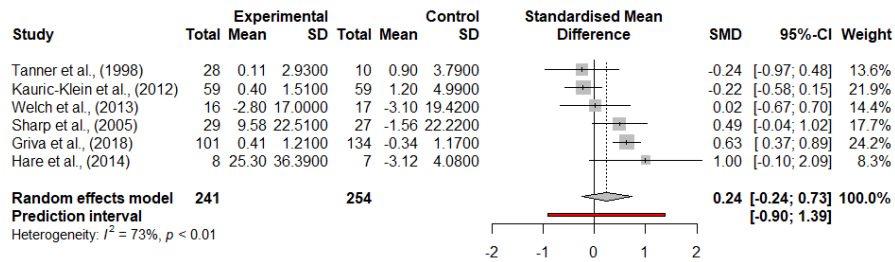 Experimental Control Standardised Mean
Study Total Mean SD Total Mean SD Difference SMD 95%-CI Weight
Tanner et al., (1998) 28 0.11 2.9300 10 0.90 3.7900 -0.24 [-0.97; 0.48] 13.6%
Kauric-Klein et al., (2012) 59 0.40 1.5100 59 1.20 4.9900 -0.22 [-0.58; 0.15] 21.9%
Welch et al., (2013) 16 -2.80 17.0000 17 -3.10 19.4200 0.02 [-0.67; 0.70] 14.4%
Sharp et al., (2005) 29 9.58 22.5100 27 -1.56 22.2200 0.49 [-0.04; 1.02] 17.7%
Griva et al., (2018) 101 0.41 1.2100 134 -0.34 1.1700 0.63 [0.37; 0.89] 24.2%
Hare et al., (2014) 8 25.30 36.3900 7 -3.12 4.0800 1.00 [-0.10; 2.09] 8.3%
Random effects model 241 254 0.24 [-0.24; 0.73] 100.0%
Prediction interval [-0.90; 1.39]
Heterogeneity: I² = 73%, p < 0.01
-2 -1 0 1 2